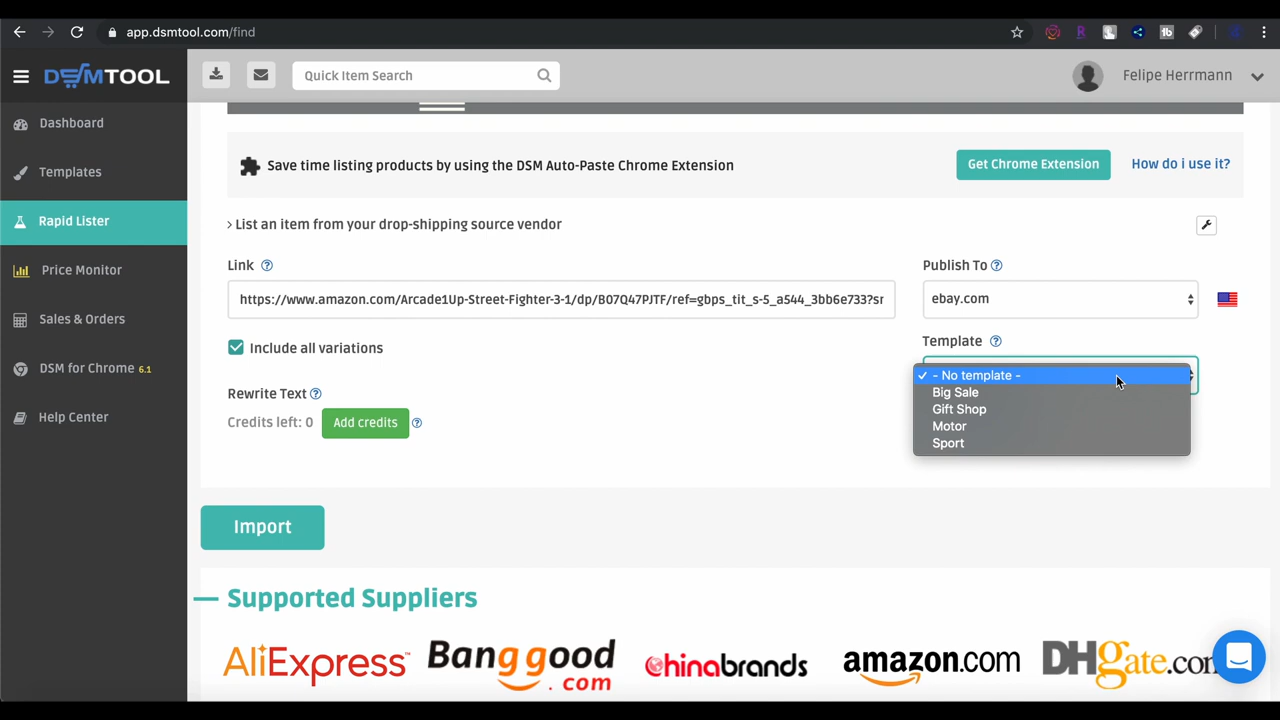 app.dsmtool.com/find
DSMTOOL
Quick Item Search
Felipe Herrmann
Dashboard
Templates
Rapid Lister
Price Monitor
Sales & Orders
DSM for Chrome 6.1
Help Center
Save time listing products by using the DSM Auto-Paste Chrome Extension
Get Chrome Extension
How do i use it?
> List an item from your drop-shipping source vendor
Link ?
https://www.amazon.com/Arcade1Up-Street-Fighter-3-1/dp/B07Q47PJTF/ref=gbps_tit_s-5_a544_3bb6e733?sr
Include all variations
Rewrite Text ?
Credits left: 0
Add credits
?
Publish To ?
ebay.com
Template ?
✓ - No template -
Big Sale
Gift Shop
Motor
Sport
Import
Supported Suppliers
AliExpress™
Banggood.com
chinabrands
amazon.com
DHgate.com